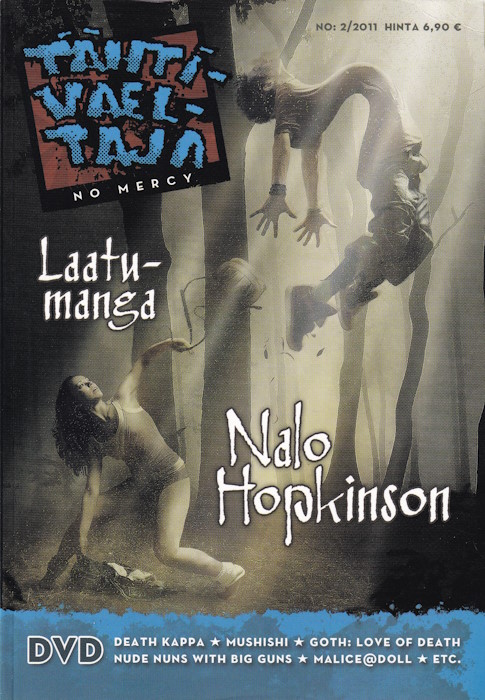 NO: 2/2011 HINTA 6,90 €
TÄHTI-
VAEL-
TAJA
NO MERCY
Laatu-
manga
Nalo
Hopkinson
DVD
DEATH KAPPA ★ MUSHISHI ★ GOTH: LOVE OF DEATH
NUDE NUNS WITH BIG GUNS ★ MALICE@DOLL ★ ETC.